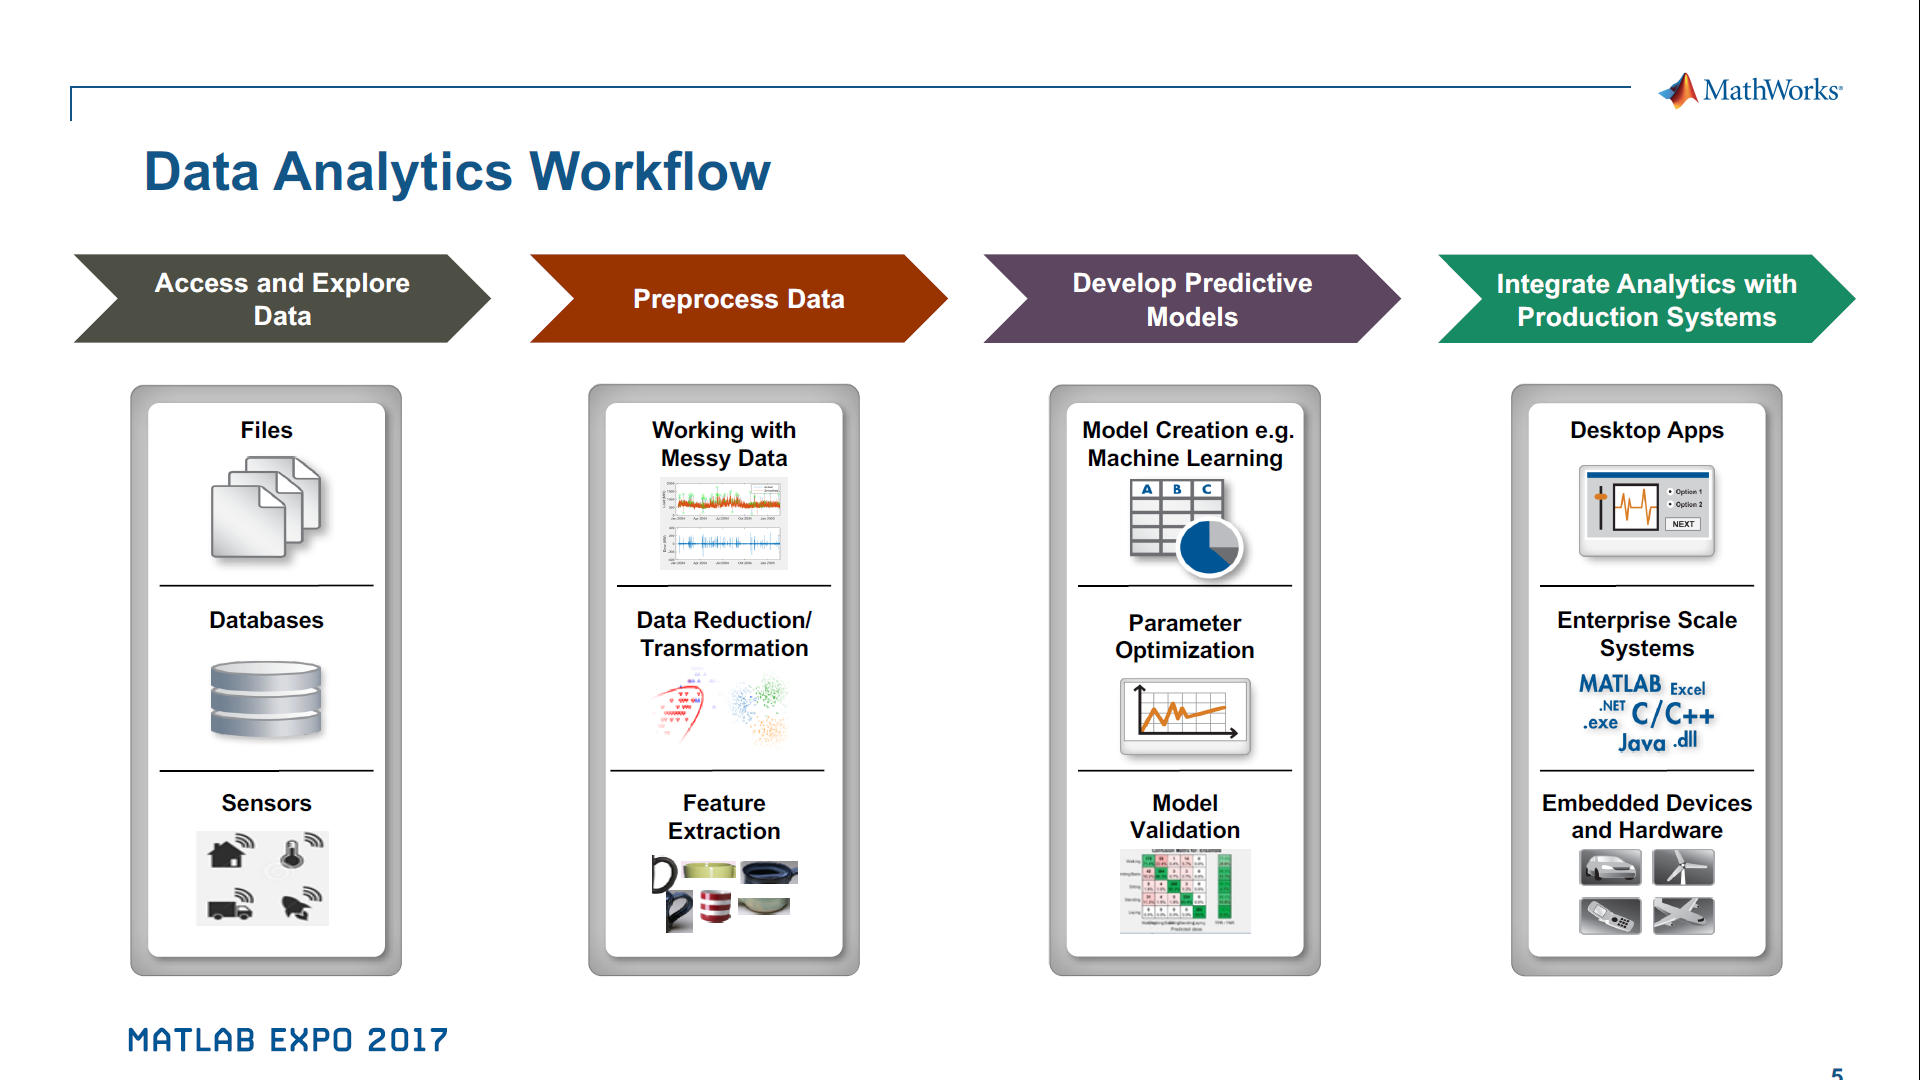 MathWorks®
Data Analytics Workflow
Access and Explore
Data
Preprocess Data
Develop Predictive
Models
Integrate Analytics with
Production Systems
Files
Databases
Sensors
Working with
Messy Data
Data Reduction/
Transformation
Feature
Extraction
Model Creation e.g.
Machine Learning
A B C
Parameter
Optimization
Model
Validation
Desktop Apps
Option 1
Option 2
NEXT
Enterprise Scale
Systems
MATLAB Excel
.NET
.exe C/C++
Java .dll
Embedded Devices
and Hardware
MATLAB EXPO 2017
5